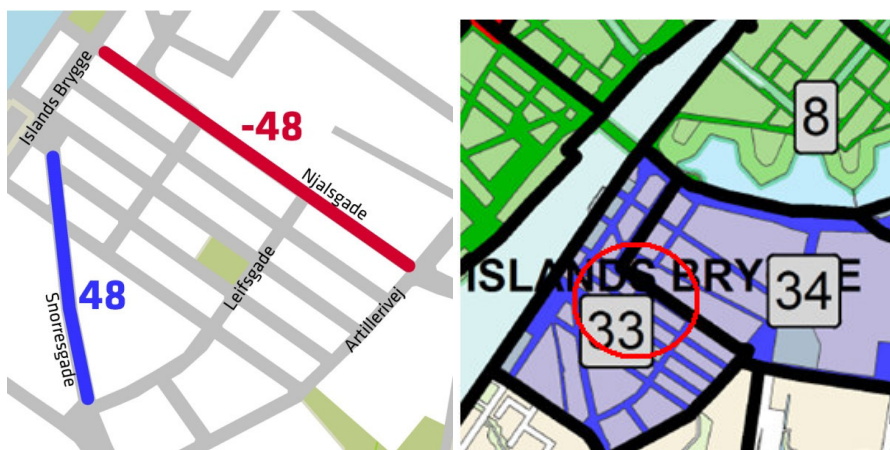 Islands Brygge
-48
Njalsgade
48
Snorresgade
Leifsgade
Artillerivej
8
ISLANDS BRYGGE
33
34